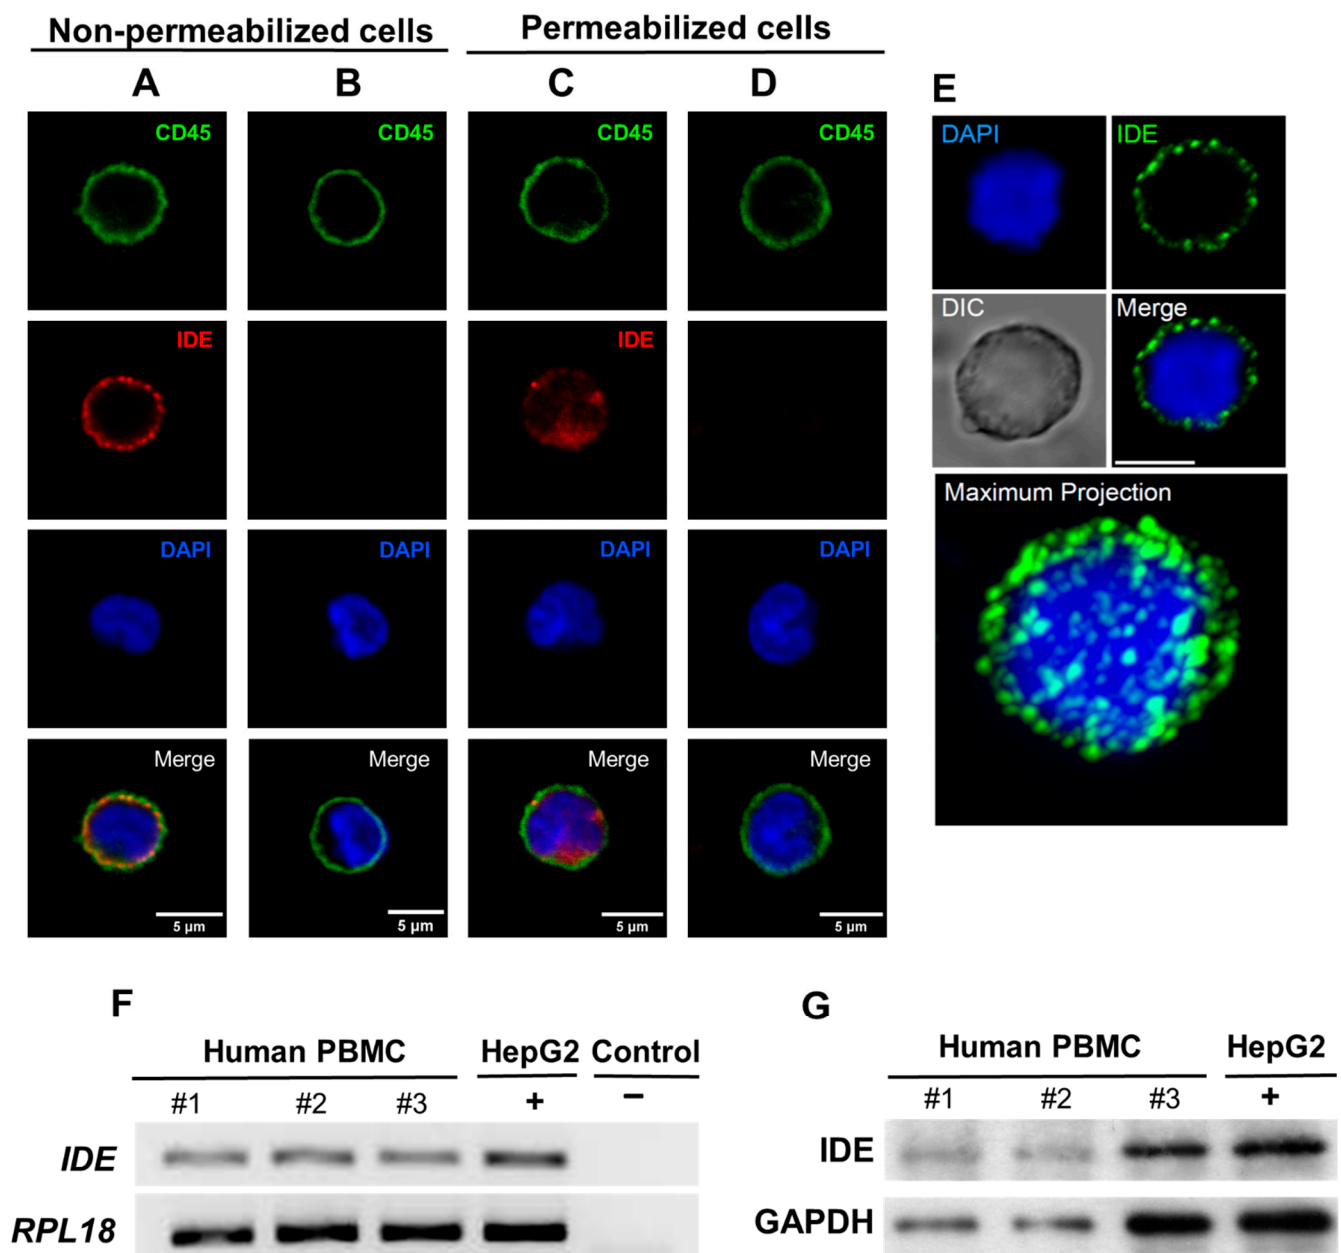 Non-permeabilized cells
Permeabilized cells
A
B
C
D
CD45
CD45
CD45
CD45
IDE
IDE
DAPI
DAPI
DAPI
DAPI
Merge
Merge
Merge
Merge
5 µm
5 µm
5 µm
5 µm
E
DAPI
IDE
DIC
Merge
Maximum Projection
F
Human PBMC
HepG2
Control
#1
#2
#3
+
−
IDE
RPL18
G
Human PBMC
HepG2
#1
#2
#3
+
IDE
GAPDH